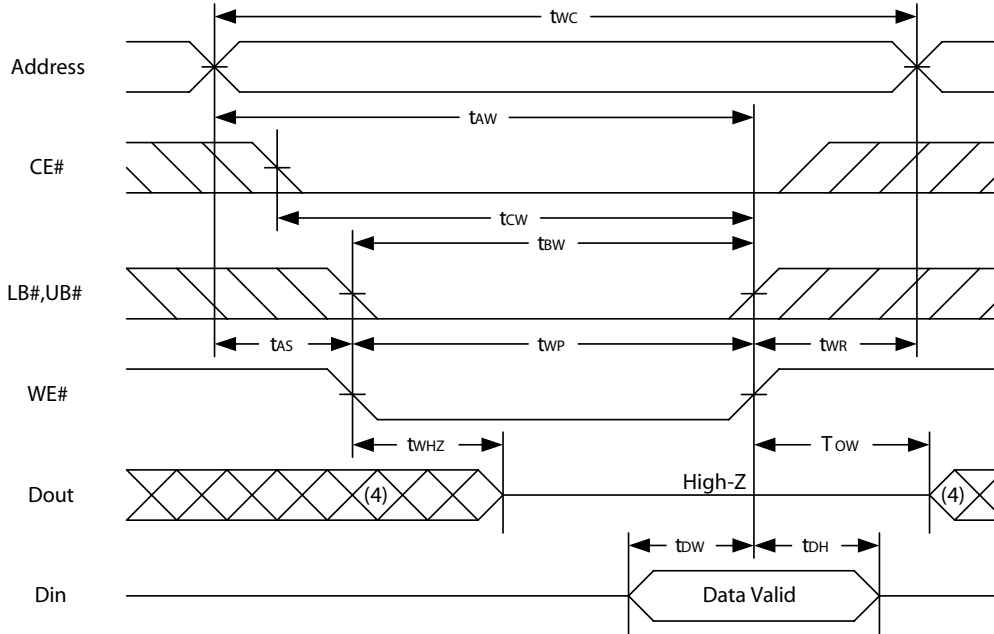 tWC
Address
tAW
CE#
tCW
tBW
LB#,UB#
tAS
tWP
tWR
WE#
tWHZ
TOW
Dout
(4)
High-Z
(4)
tDW
tDH
Din
Data Valid